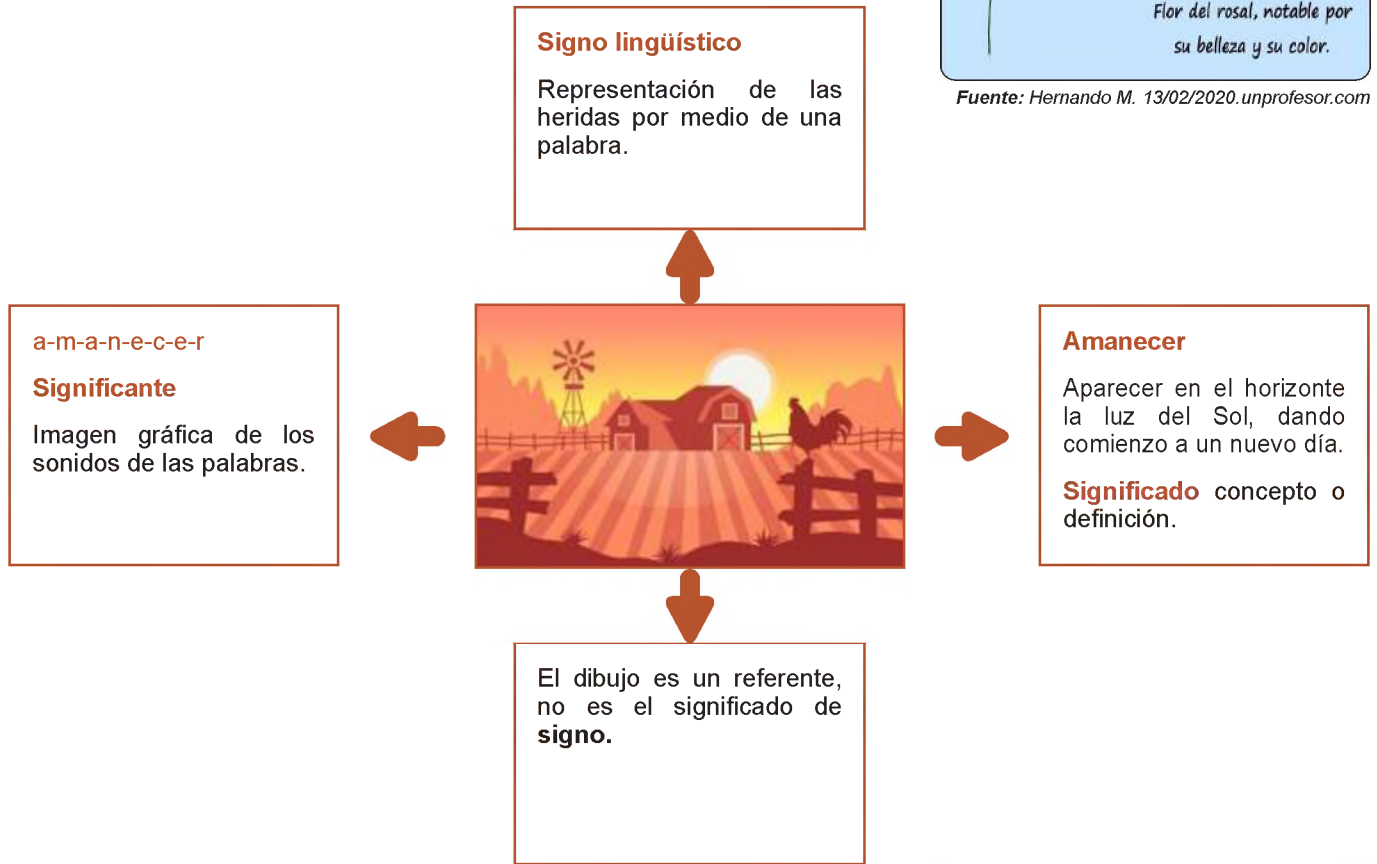 Flor del rosal, notable por
su belleza y su color.
Fuente: Hernando M. 13/02/2020.unprofesor.com
Signo lingüístico
Representación de las
heridas por medio de una
palabra.
a-m-a-n-e-c-e-r
Significante
Imagen gráfica de los
sonidos de las palabras.
Amanecer
Aparecer en el horizonte
la luz del Sol, dando
comienzo a un nuevo día.
Significado concepto o
definición.
El dibujo es un referente,
no es el significado de
signo.